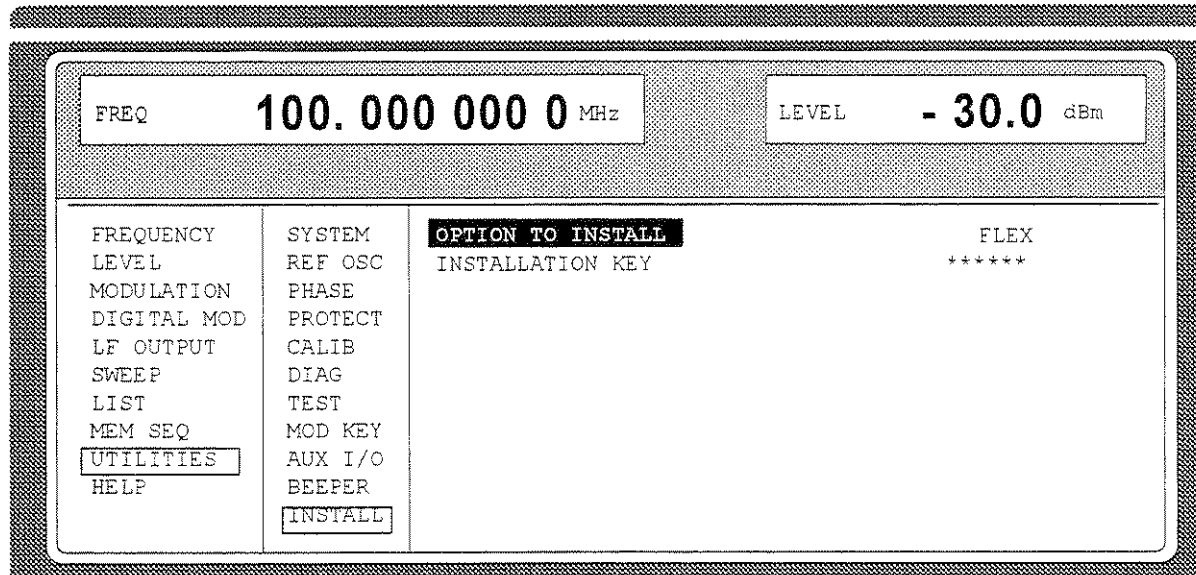 FREQ 100. 000 000 0 MHz
LEVEL - 30.0 dBm
FREQUENCY
LEVEL
MODULATION
DIGITAL MOD
LF OUTPUT
SWEEP
LIST
MEM SEQ
UTILITIES
HELP
SYSTEM
REF OSC
PHASE
PROTECT
CALIB
DIAG
TEST
MOD KEY
AUX I/O
BEEPER
INSTALL
OPTION TO INSTALL FLEX
INSTALLATION KEY ******